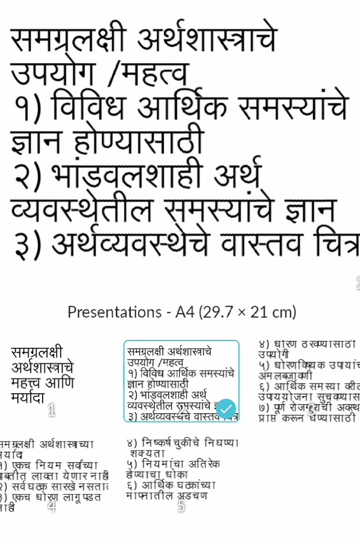 समग्रलक्षी अर्थशास्त्राचे
उपयोग /महत्व
१) विविध आर्थिक समस्यांचे
ज्ञान होण्यासाठी
२) भांडवलशाही अर्थ
व्यवस्थेतील समस्यांचे ज्ञान
३) अर्थव्यवस्थेचे वास्तव चित्र
Presentations - A4 (29.7 × 21 cm)
समग्रलक्षी
अर्थशास्त्राचे
महत्त्व आणि
मर्यादा
1
समग्रलक्षी अर्थशास्त्राचे
उपयोग /महत्व
१) विविध आर्थिक समस्यांचे
ज्ञान होण्यासाठी
२) भांडवलशाही अर्थ
व्यवस्थेतील समस्यांचे
३) अर्थव्यवस्थेचे वास्तव चित्र
४) धोरण ठरवण्यासाठी
उपयोगी
५) धोरणविषयक उपायांच
अंमलबजावणी
६) आर्थिक समस्या
उपाययोजना
७) पूर्ण रोजगाराची अवस्था
प्राप्त करून घेण्यासाठी
समग्रलक्षी अर्थशास्त्राच्या
मर्यादा
१) एकच नियम सर्वांच्या
लावता येणार नाही
२) सर्व घटक सारखे नसतात
३) एकच धोरण लागू पडत
नाही
4
४) निष्कर्ष चुकीचे निघण्या
शक्यता
५) नियमांचा अतिरेक
होण्याचा धोका
६) आर्थिक घटकांच्या
मापनातील अडचण
5